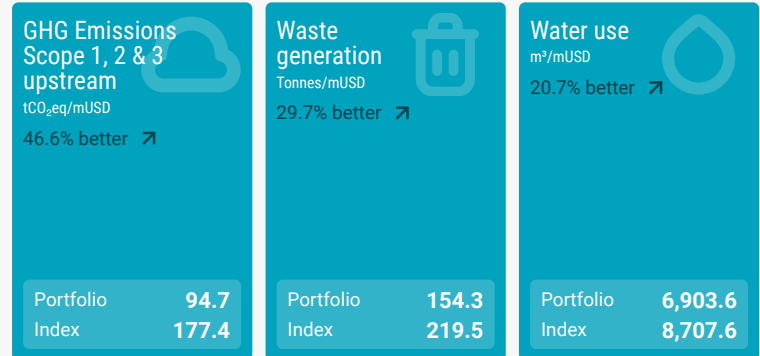 GHG Emissions
Scope 1, 2 & 3
upstream
tCO₂eq/mUSD
46.6% better
Portfolio 94.7
Index 177.4
Waste
generation
Tonnes/mUSD
29.7% better
Portfolio 154.3
Index 219.5
Water use
m³/mUSD
20.7% better
Portfolio 6,903.6
Index 8,707.6